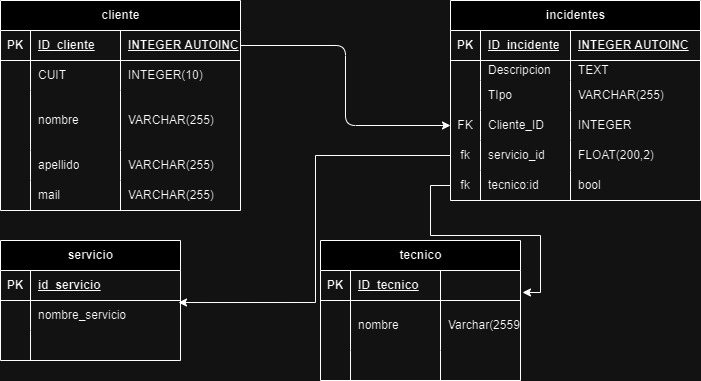 cliente
PK ID_cliente INTEGER AUTOINC
CUIT INTEGER(10)
nombre VARCHAR(255)
apellido VARCHAR(255)
mail VARCHAR(255)
incidentes
PK ID_incidente INTEGER AUTOINC
Descripcion TEXT
TIpo VARCHAR(255)
FK Cliente_ID INTEGER
fk servicio_id FLOAT(200,2)
fk tecnico:id bool
servicio
PK id_servicio
nombre_servicio
tecnico
PK ID_tecnico
nombre Varchar(2559